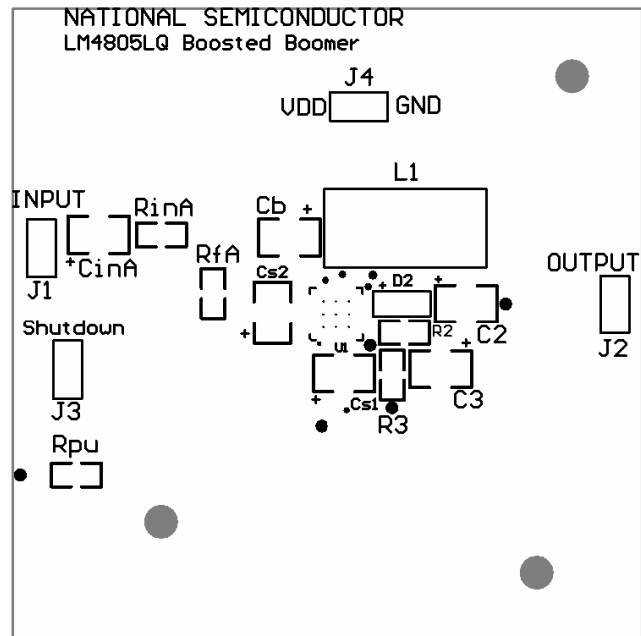 NATIONAL SEMICONDUCTOR
LM4805LQ Boosted Boomer
J4
VDD GND
L1
INPUT
RinA
Cb +
+ CinA
J1
RfA
Cs2
+
OUTPUT
J2
D2
+
+
C2
R2
U1
Shutdown
J3
Cs1
+
R3
+
C3
Rpu